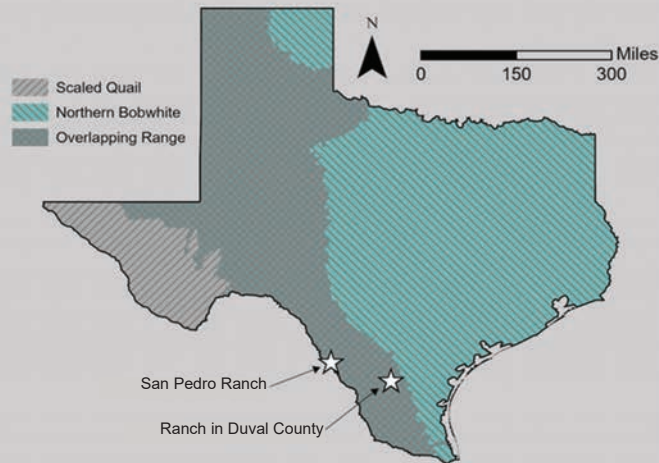 N
Miles
0
150
300
Scaled Quail
Northern Bobwhite
Overlapping Range
San Pedro Ranch
Ranch in Duval County